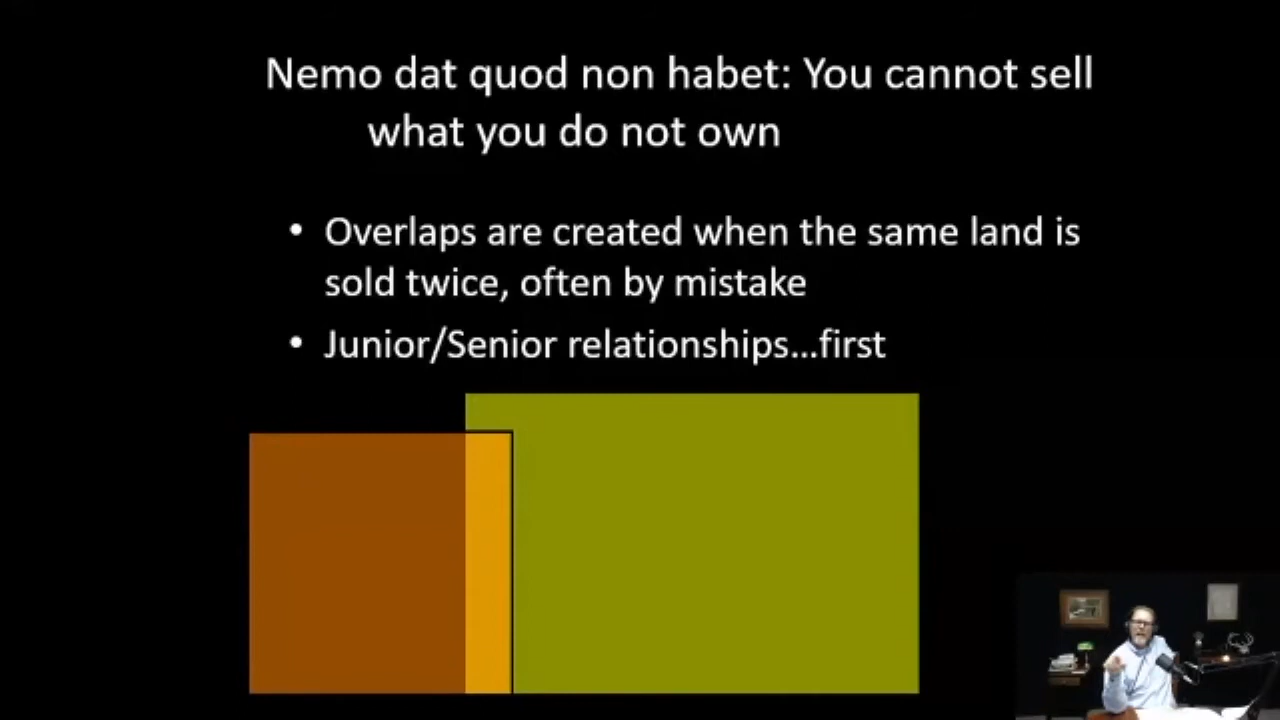 Nemo dat quod non habet: You cannot sell
what you do not own
• Overlaps are created when the same land is
sold twice, often by mistake
• Junior/Senior relationships…first